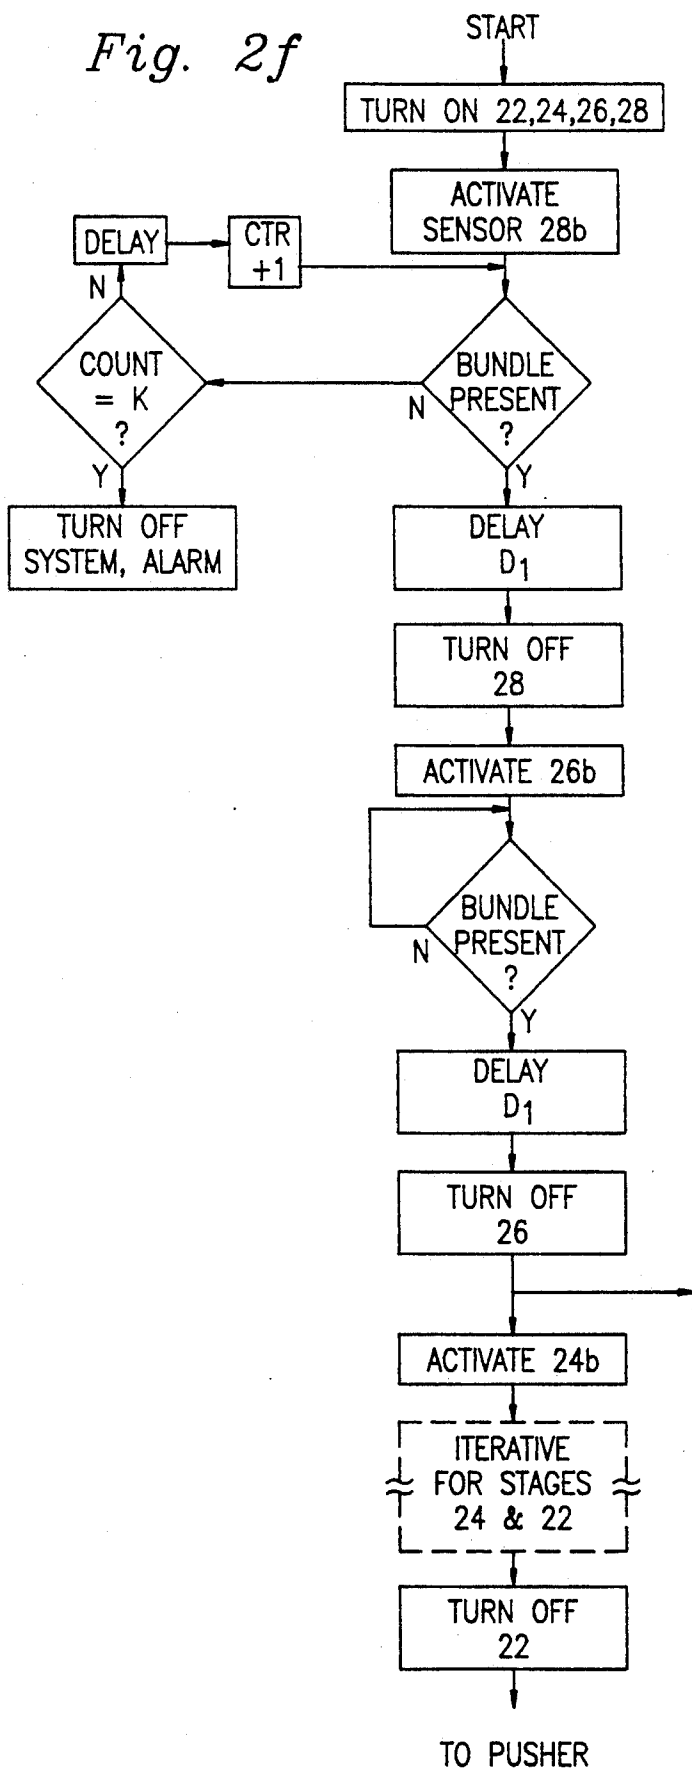 Fig. 2f
START
TURN ON 22,24,26,28
ACTIVATE
SENSOR 28b
DELAY
CTR
+1
N
COUNT
= K
?
BUNDLE
PRESENT
?
N
Y
Y
TURN OFF
SYSTEM, ALARM
DELAY
D1
TURN OFF
28
ACTIVATE 26b
BUNDLE
PRESENT
?
N
Y
DELAY
D1
TURN OFF
26
ACTIVATE 24b
ITERATIVE
FOR STAGES
24 & 22
TURN OFF
22
TO PUSHER